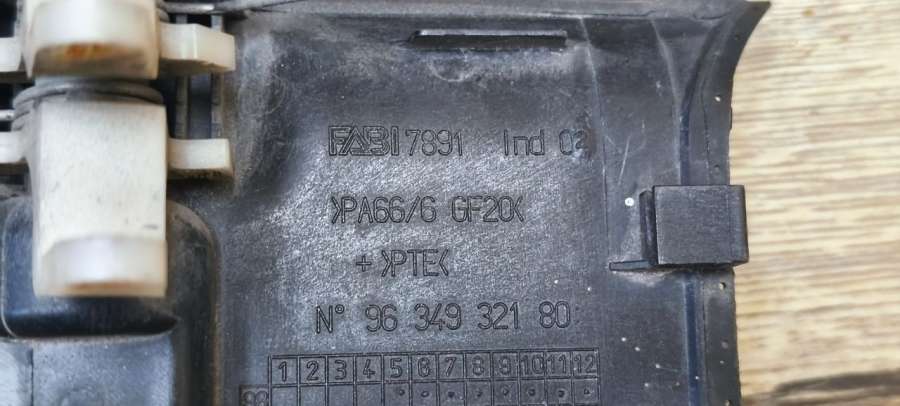 FABI 7891 Ind 02
>PA66/6 GF20<
+ >PTE<
N° 96 349 321 80
1 2 3 4 5 6 7 8 9 10 11 12